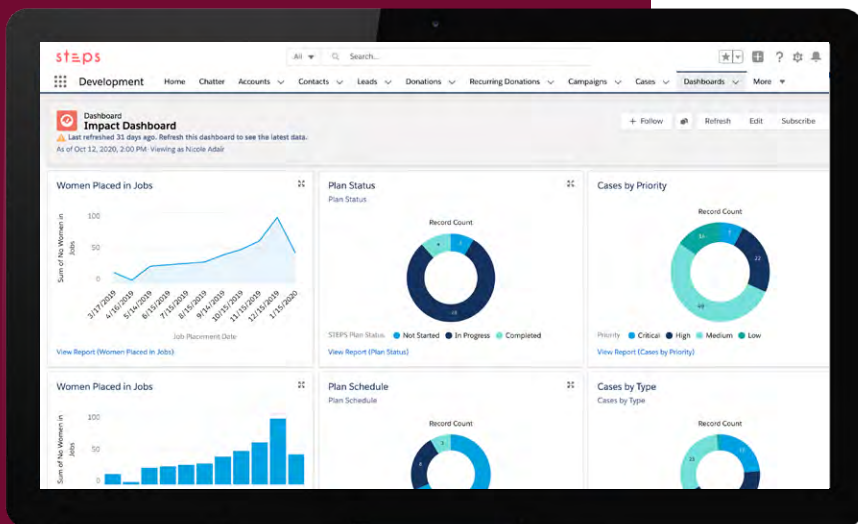 steps
All
Search...
Development Home Chatter Accounts Contacts Leads Donations Recurring Donations Campaigns Cases Dashboards More
Dashboard
Impact Dashboard
Last refreshed 31 days ago. Refresh this dashboard to see the latest data.
As of Oct 12, 2020, 2:00 PM Viewing as Nicole Adair
+ Follow Refresh Edit Subscribe
Women Placed in Jobs
Sum of No Women in
Jobs
100
50
0
3/17/2019 4/16/2019 5/14/2019 6/15/2019 7/15/2019 8/15/2019 9/14/2019 10/15/2019 11/15/2019 12/15/2019 1/15/2020
Job Placement Date
View Report (Women Placed in Jobs)
Plan Status
Plan Status
Record Count
STEPS Plan Status Not Started In Progress Completed
View Report (Plan Status)
Cases by Priority
Record Count
22
Priority Critical High Medium Low
View Report (Cases by Priority)
Women Placed in Jobs
Sum of No Women in
Jobs
100
50
0
Plan Schedule
Plan Schedule
Record Count
Cases by Type
Cases by Type
Record Count